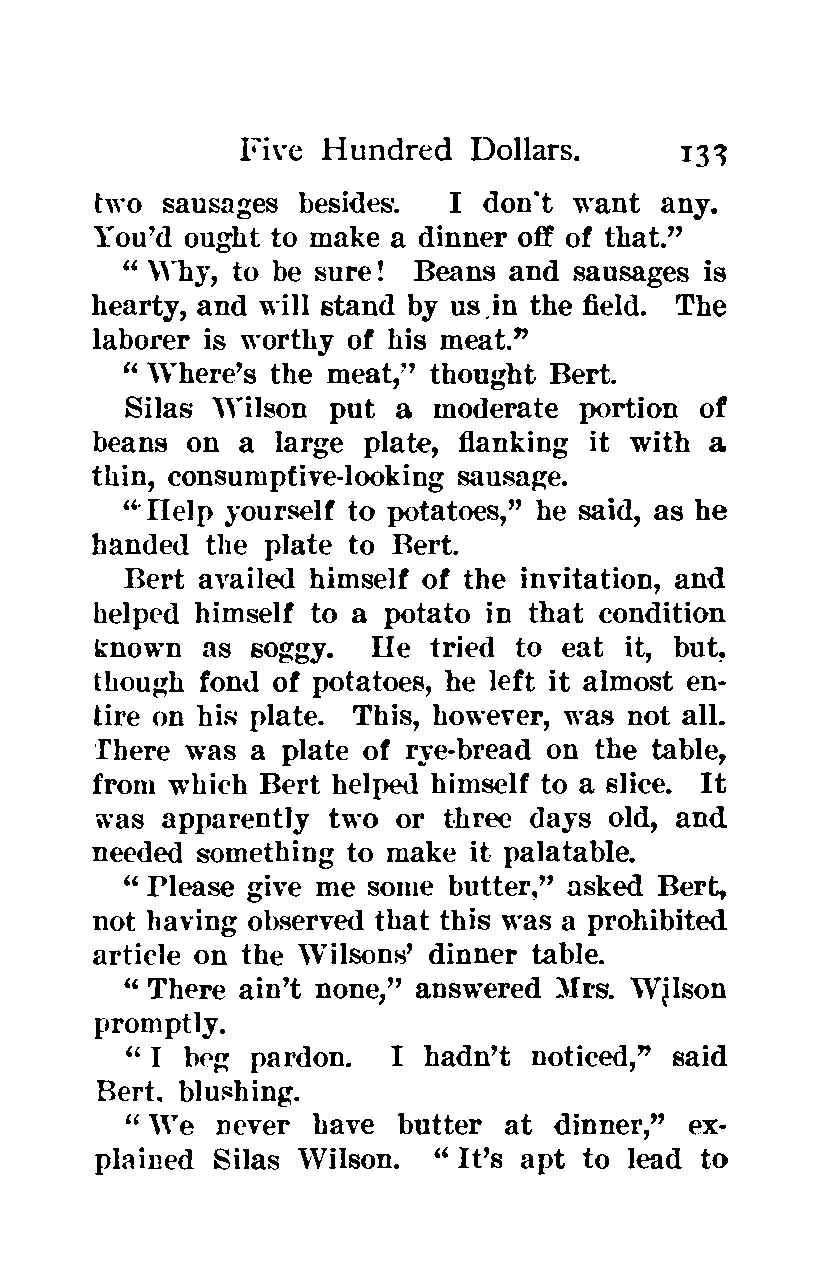 Five Hundred Dollars. 133
two sausages besides. I don't want any.
You'd ought to make a dinner off of that."
"Why, to be sure! Beans and sausages is
hearty, and will stand by us in the field. The
laborer is worthy of his meat."
"Where's the meat," thought Bert.
Silas Wilson put a moderate portion of
beans on a large plate, flanking it with a
thin, consumptive-looking sausage.
"Help yourself to potatoes," he said, as he
handed the plate to Bert.
Bert availed himself of the invitation, and
helped himself to a potato in that condition
known as soggy. He tried to eat it, but,
though fond of potatoes, he left it almost en-
tire on his plate. This, however, was not all.
There was a plate of rye-bread on the table,
from which Bert helped himself to a slice. It
was apparently two or three days old, and
needed something to make it palatable.
"Please give me some butter," asked Bert,
not having observed that this was a prohibited
article on the Wilsons' dinner table.
"There ain't none," answered Mrs. Wilson
promptly.
"I beg pardon. I hadn't noticed," said
Bert, blushing.
"We never have butter at dinner," ex-
plained Silas Wilson. "It's apt to lead to